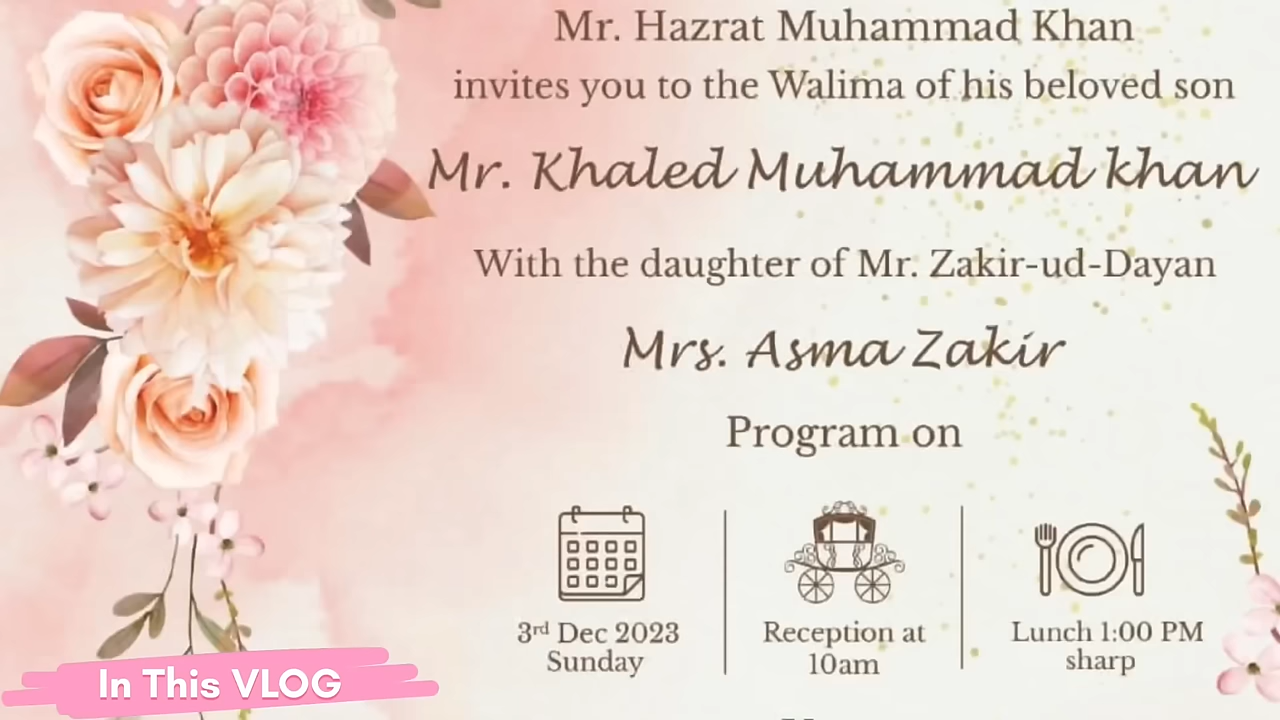 Mr. Hazrat Muhammad Khan
invites you to the Walima of his beloved son
Mr. Khaled Muhammad khan
With the daughter of Mr. Zakir-ud-Dayan
Mrs. Asma Zakir
Program on
3rd Dec 2023
Sunday
Reception at
10am
Lunch 1:00 PM
sharp
In This VLOG